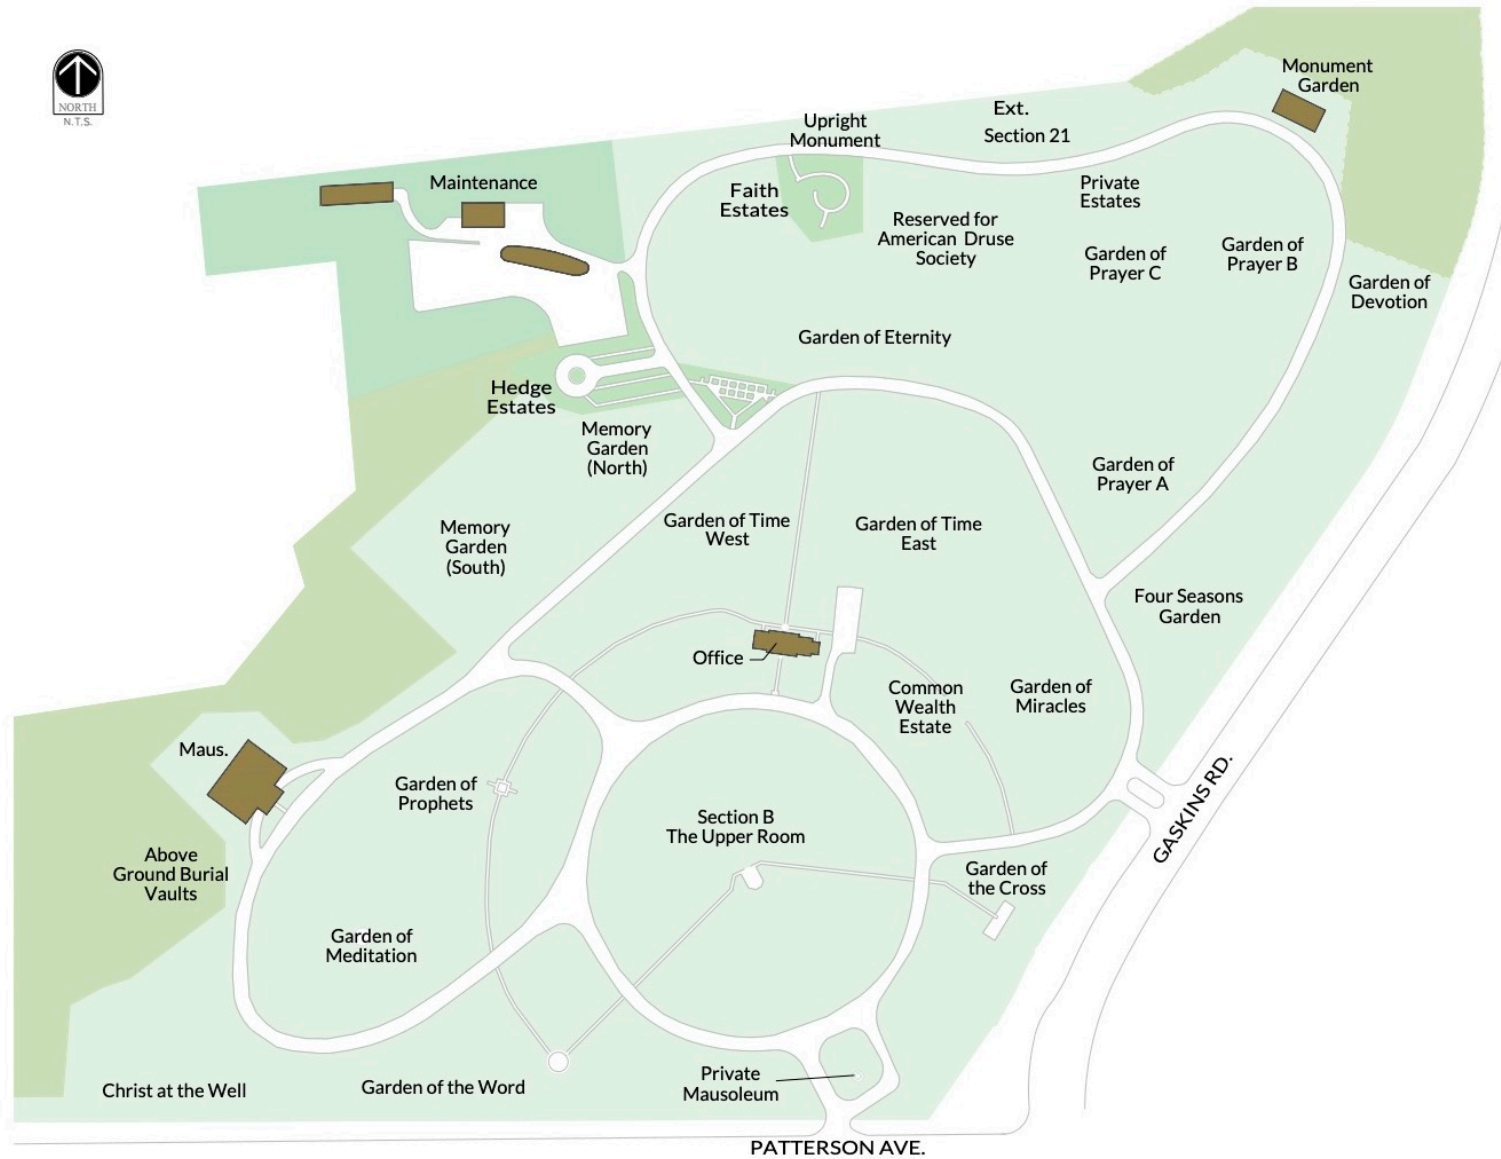 NORTH
N.T.S.
Monument
Garden
Ext.
Section 21
Upright
Monument
Maintenance
Faith
Estates
Private
Estates
Reserved for
American Druse
Society
Garden of
Prayer C
Garden of
Prayer B
Garden of
Devotion
Garden of Eternity
Hedge
Estates
Memory
Garden
(North)
Garden of
Prayer A
Memory
Garden
(South)
Garden of Time
West
Garden of Time
East
Four Seasons
Garden
Office
Common
Wealth
Estate
Garden of
Miracles
Maus.
Garden of
Prophets
Section B
The Upper Room
GASKINS RD.
Above
Ground Burial
Vaults
Garden of
the Cross
Garden of
Meditation
Christ at the Well
Garden of the Word
Private
Mausoleum
PATTERSON AVE.